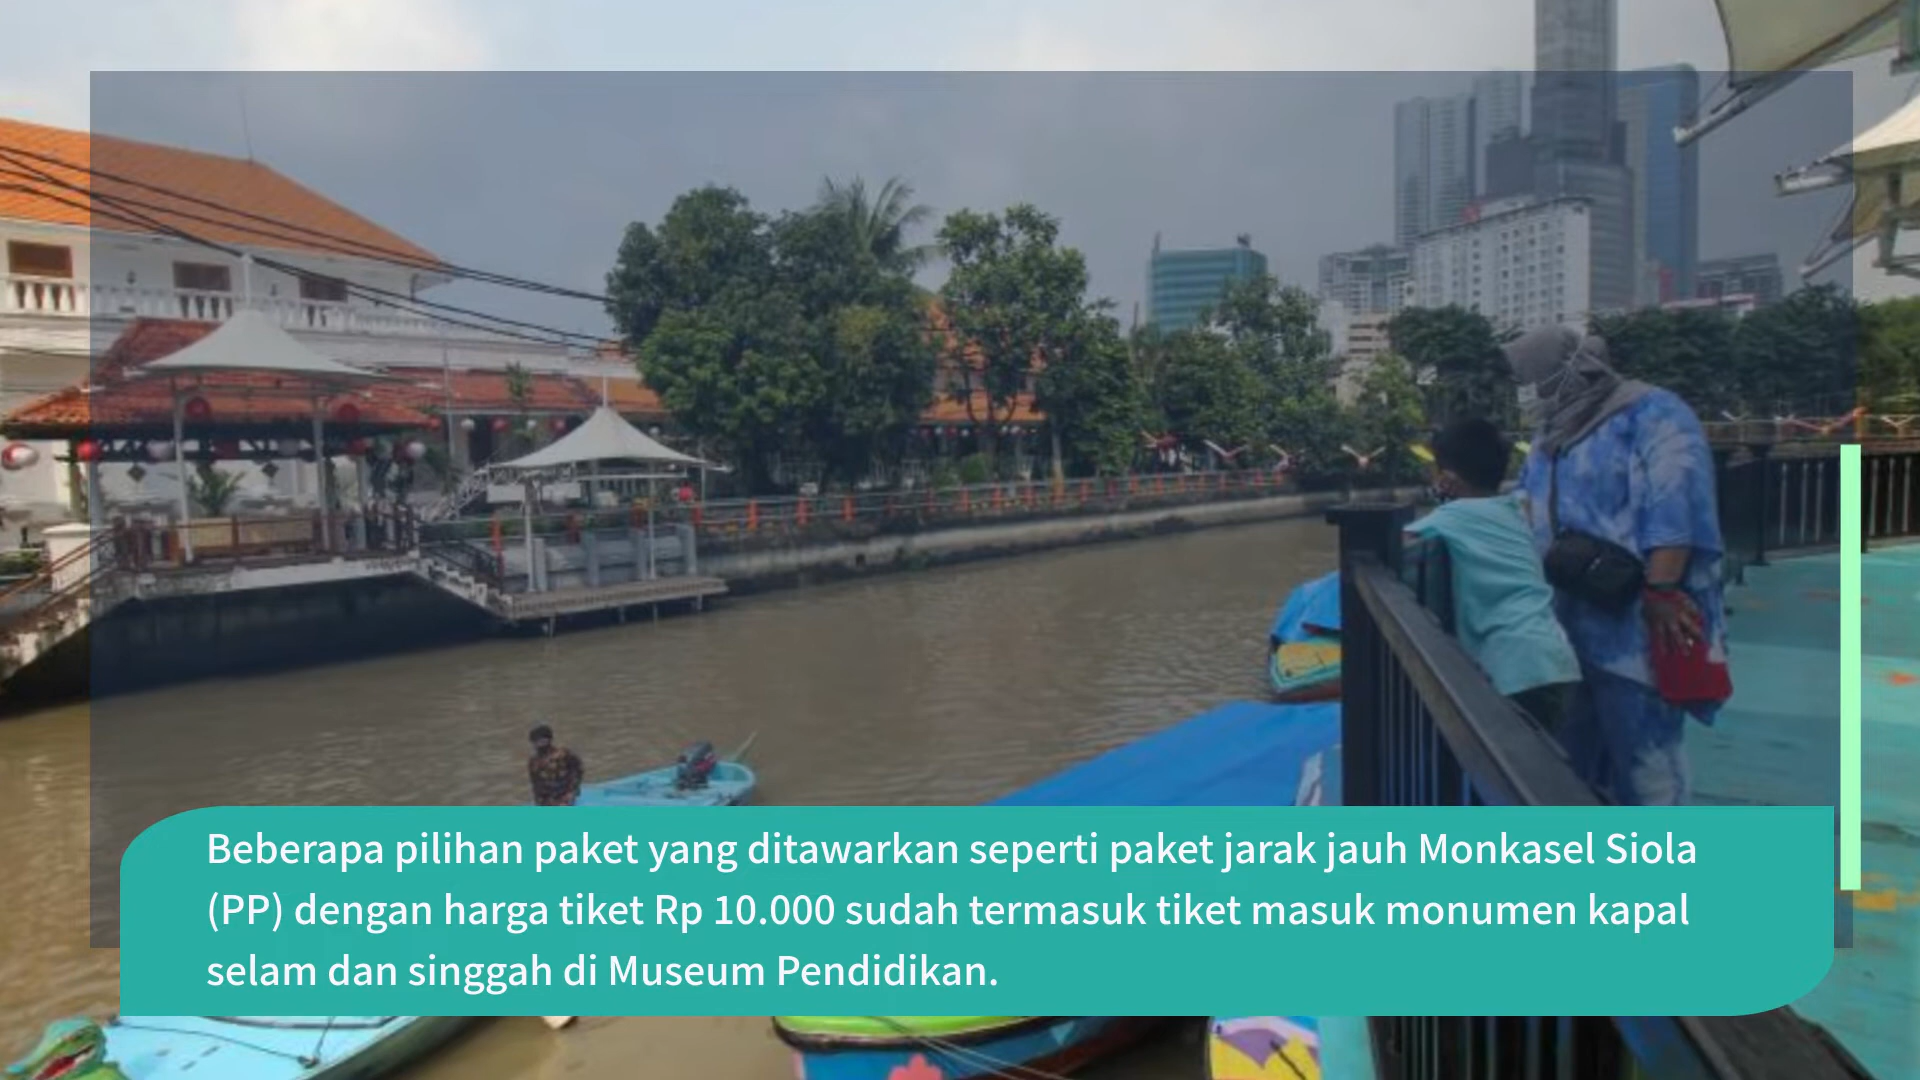 Beberapa pilihan paket yang ditawarkan seperti paket jarak jauh Monkasel Siola
(PP) dengan harga tiket Rp 10.000 sudah termasuk tiket masuk monumen kapal
selam dan singgah di Museum Pendidikan.